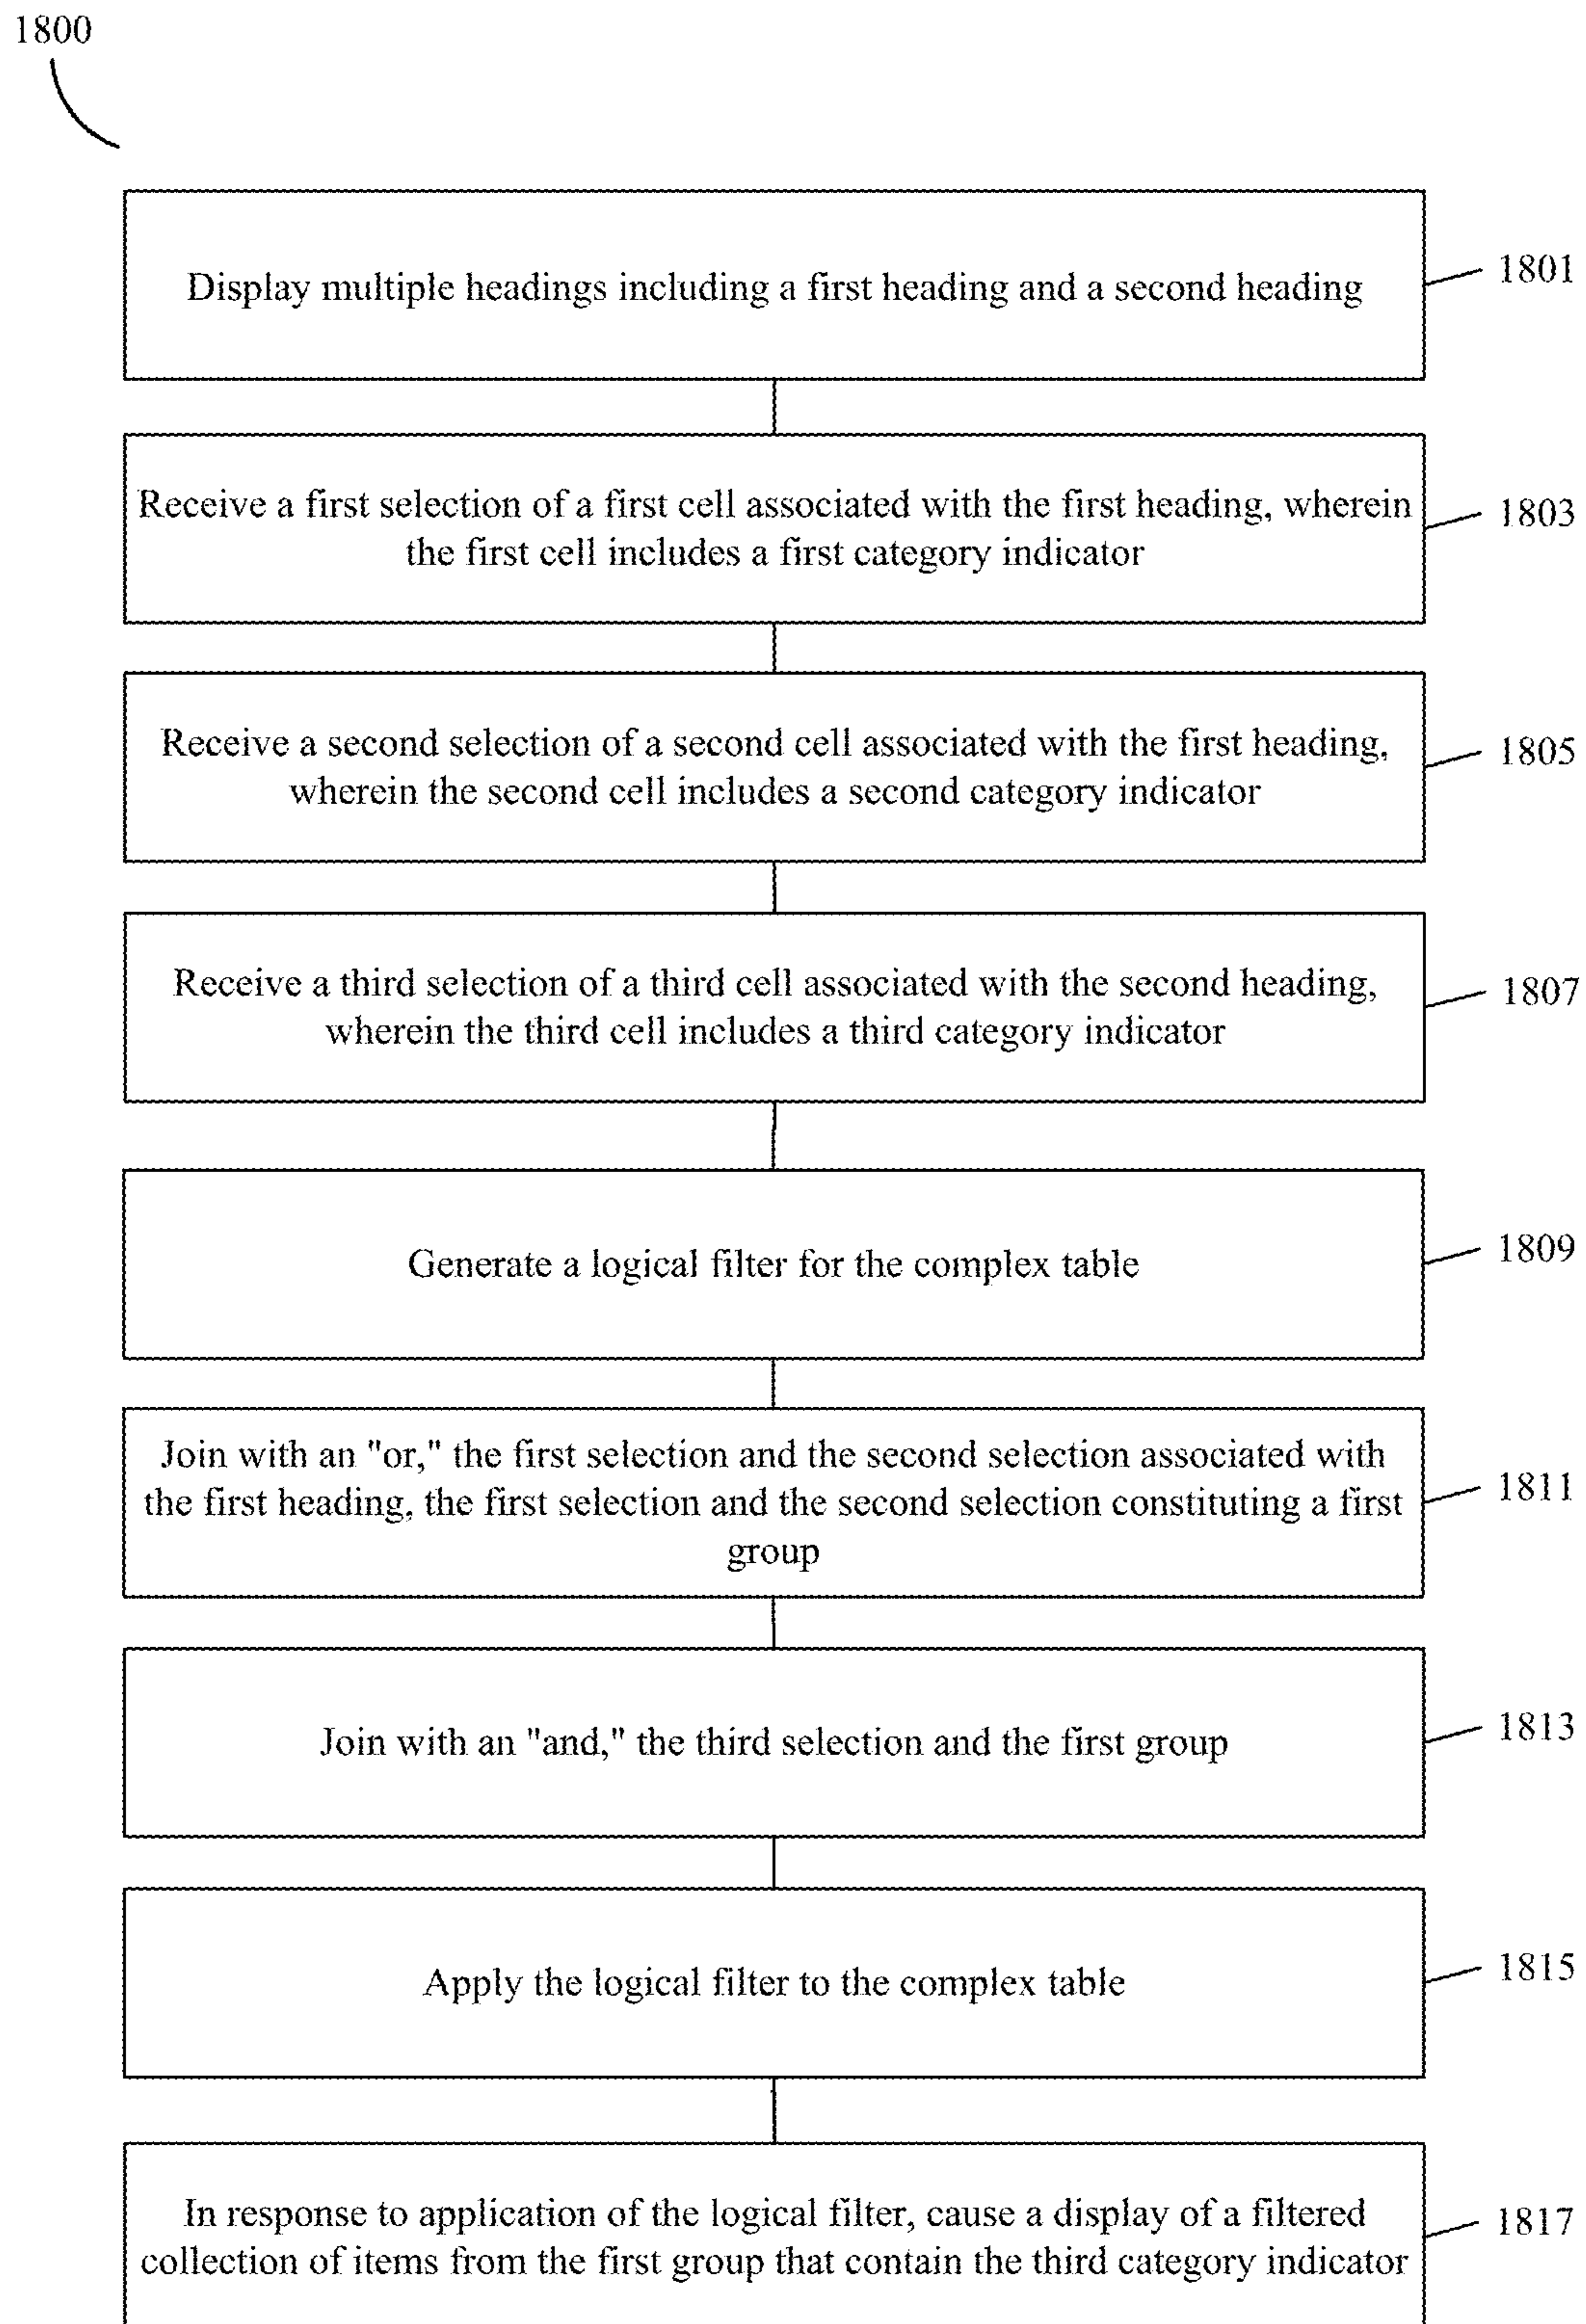 1800
Display multiple headings including a first heading and a second heading
1801
Receive a first selection of a first cell associated with the first heading, wherein
the first cell includes a first category indicator
1803
Receive a second selection of a second cell associated with the first heading,
wherein the second cell includes a second category indicator
1805
Receive a third selection of a third cell associated with the second heading,
wherein the third cell includes a third category indicator
1807
Generate a logical filter for the complex table
1809
Join with an "or," the first selection and the second selection associated with
the first heading, the first selection and the second selection constituting a first
group
1811
Join with an "and," the third selection and the first group
1813
Apply the logical filter to the complex table
1815
In response to application of the logical filter, cause a display of a filtered
collection of items from the first group that contain the third category indicator
1817